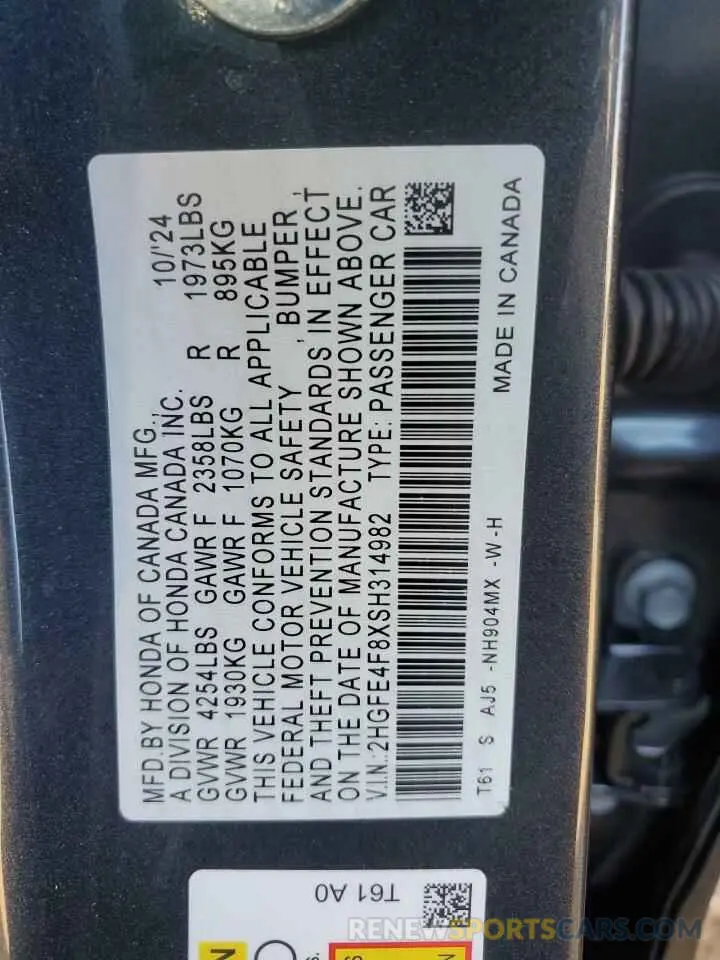 MFD.BY HONDA OF CANADA MFG., 10/'24
A DIVISION OF HONDA CANADA INC.
GVWR 4254LBS GAWR F 2358LBS R 1973LBS
GVWR 1930KG GAWR F 1070KG R 895KG
THIS VEHICLE CONFORMS TO ALL APPLICABLE
FEDERAL MOTOR VEHICLE SAFETY , BUMPER ,
AND THEFT PREVENTION STANDARDS IN EFFECT
ON THE DATE OF MANUFACTURE SHOWN ABOVE.
V.I.N.:2HGFE4F8XSH314982 TYPE: PASSENGER CAR
T61 S AJ5 -NH904MX -W-H
MADE IN CANADA
T61 A0
RENEWSPORTSCARS.COM